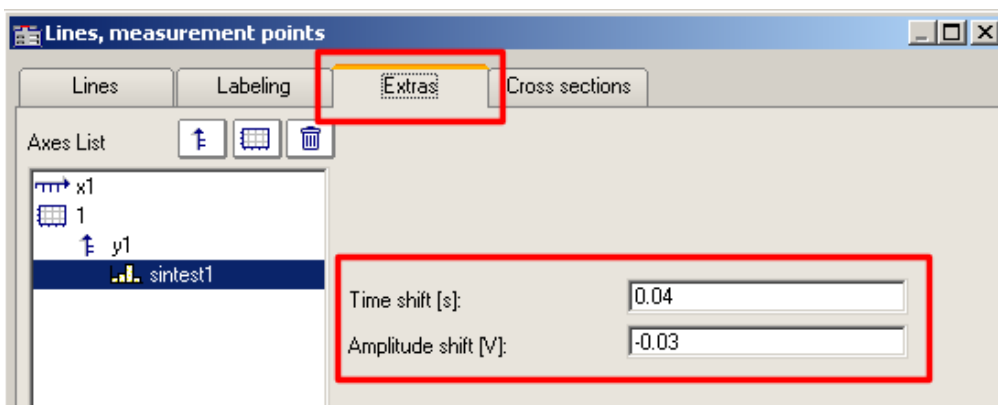 Lines, measurement points
Lines
Labeling
Extras
Cross sections
Axes List
x1
1
y1
sintest1
Time shift [s]:
0.04
Amplitude shift [V]:
-0.03